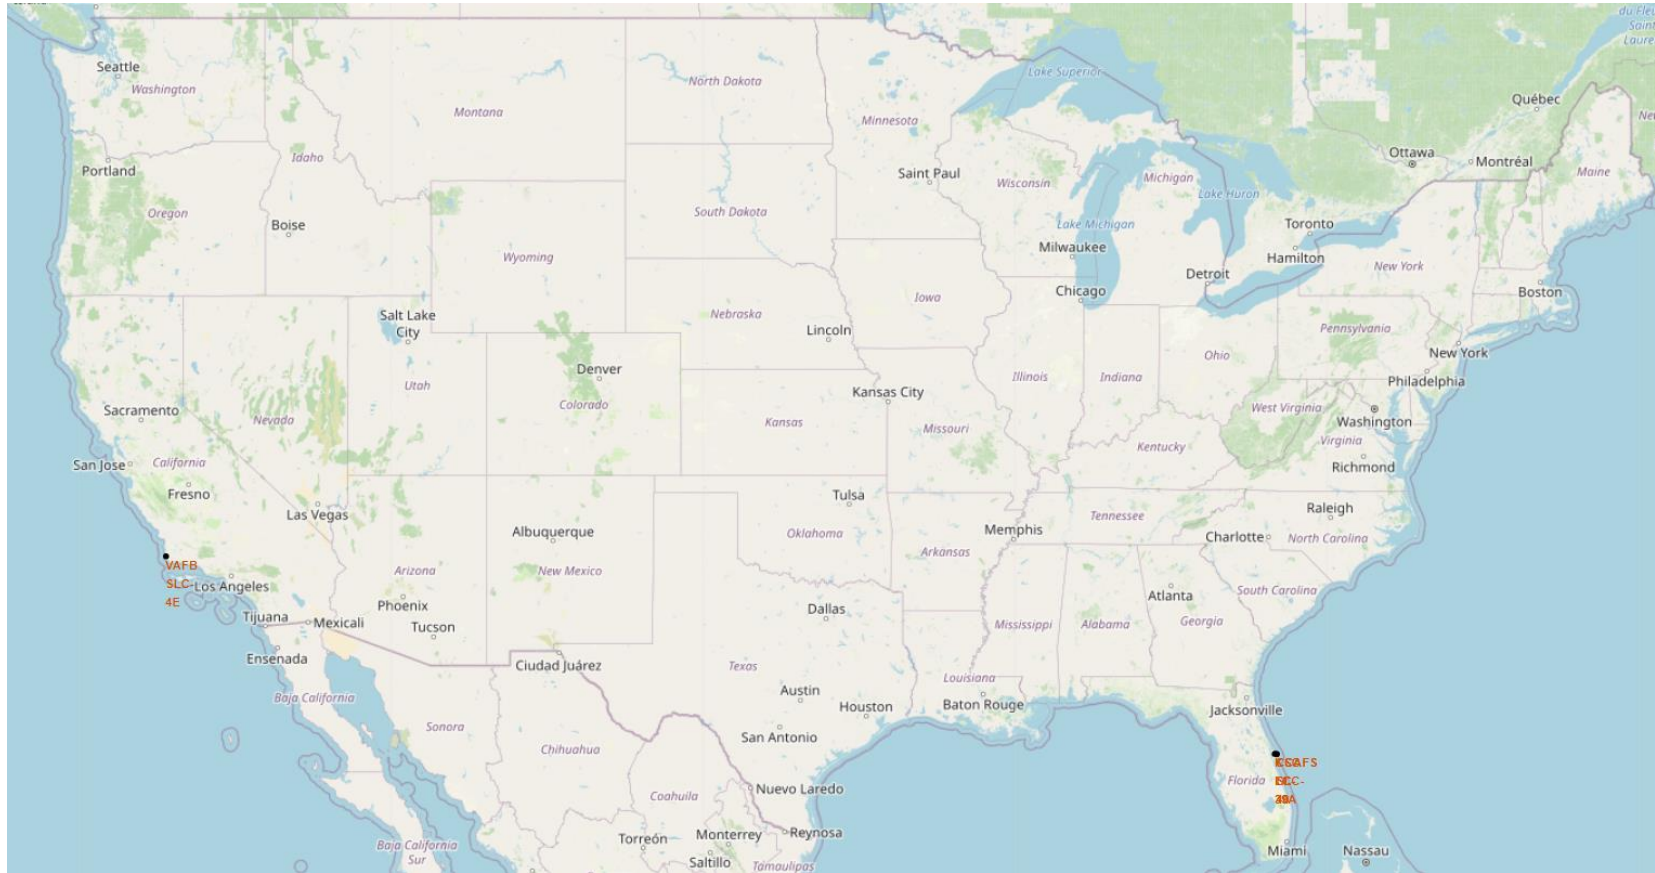 du Fleu
Sain
Laure
Seattle
Washington
North Dakota
Lake Superior
Montana
Minnesota
Québec
Ne
Idaho
Ottawa
Montréal
Portland
Saint Paul
Wisconsin
Michigan
Maine
Oregon
Boise
South Dakota
Lake Huron
Lake Michigan
Toronto
Milwaukee
Wyoming
Hamilton
New York
Detroit
Chicago
Boston
Iowa
Salt Lake
City
Nebraska
Lincoln
Pennsylvania
New York
Ohio
Denver
Utah
Illinois
Indiana
Philadelphia
Kansas City
Colorado
Sacramento
Nevada
Kansas
Missouri
West Virginia
Washington
Kentucky
Virginia
San Jose
California
Richmond
Fresno
Tulsa
Las Vegas
Raleigh
Tennessee
Albuquerque
Oklahoma
Memphis
Charlotte
North Carolina
Arkansas
VAFB
SLC-
4E
Los Angeles
Arizona
New Mexico
Phoenix
Dallas
Atlanta
South Carolina
Tijuana
Mexicali
Tucson
Mississippi
Alabama
Georgia
Ensenada
Ciudad Juárez
Texas
Louisiana
Baja California
Austin
Houston
Baton Rouge
Jacksonville
Sonora
Chihuahua
San Antonio
Florida
Nuevo Laredo
Coahuila
Torreón
Monterrey
Reynosa
Baja California
Sur
Saltillo
Tamaulipas
Miami
Nassau